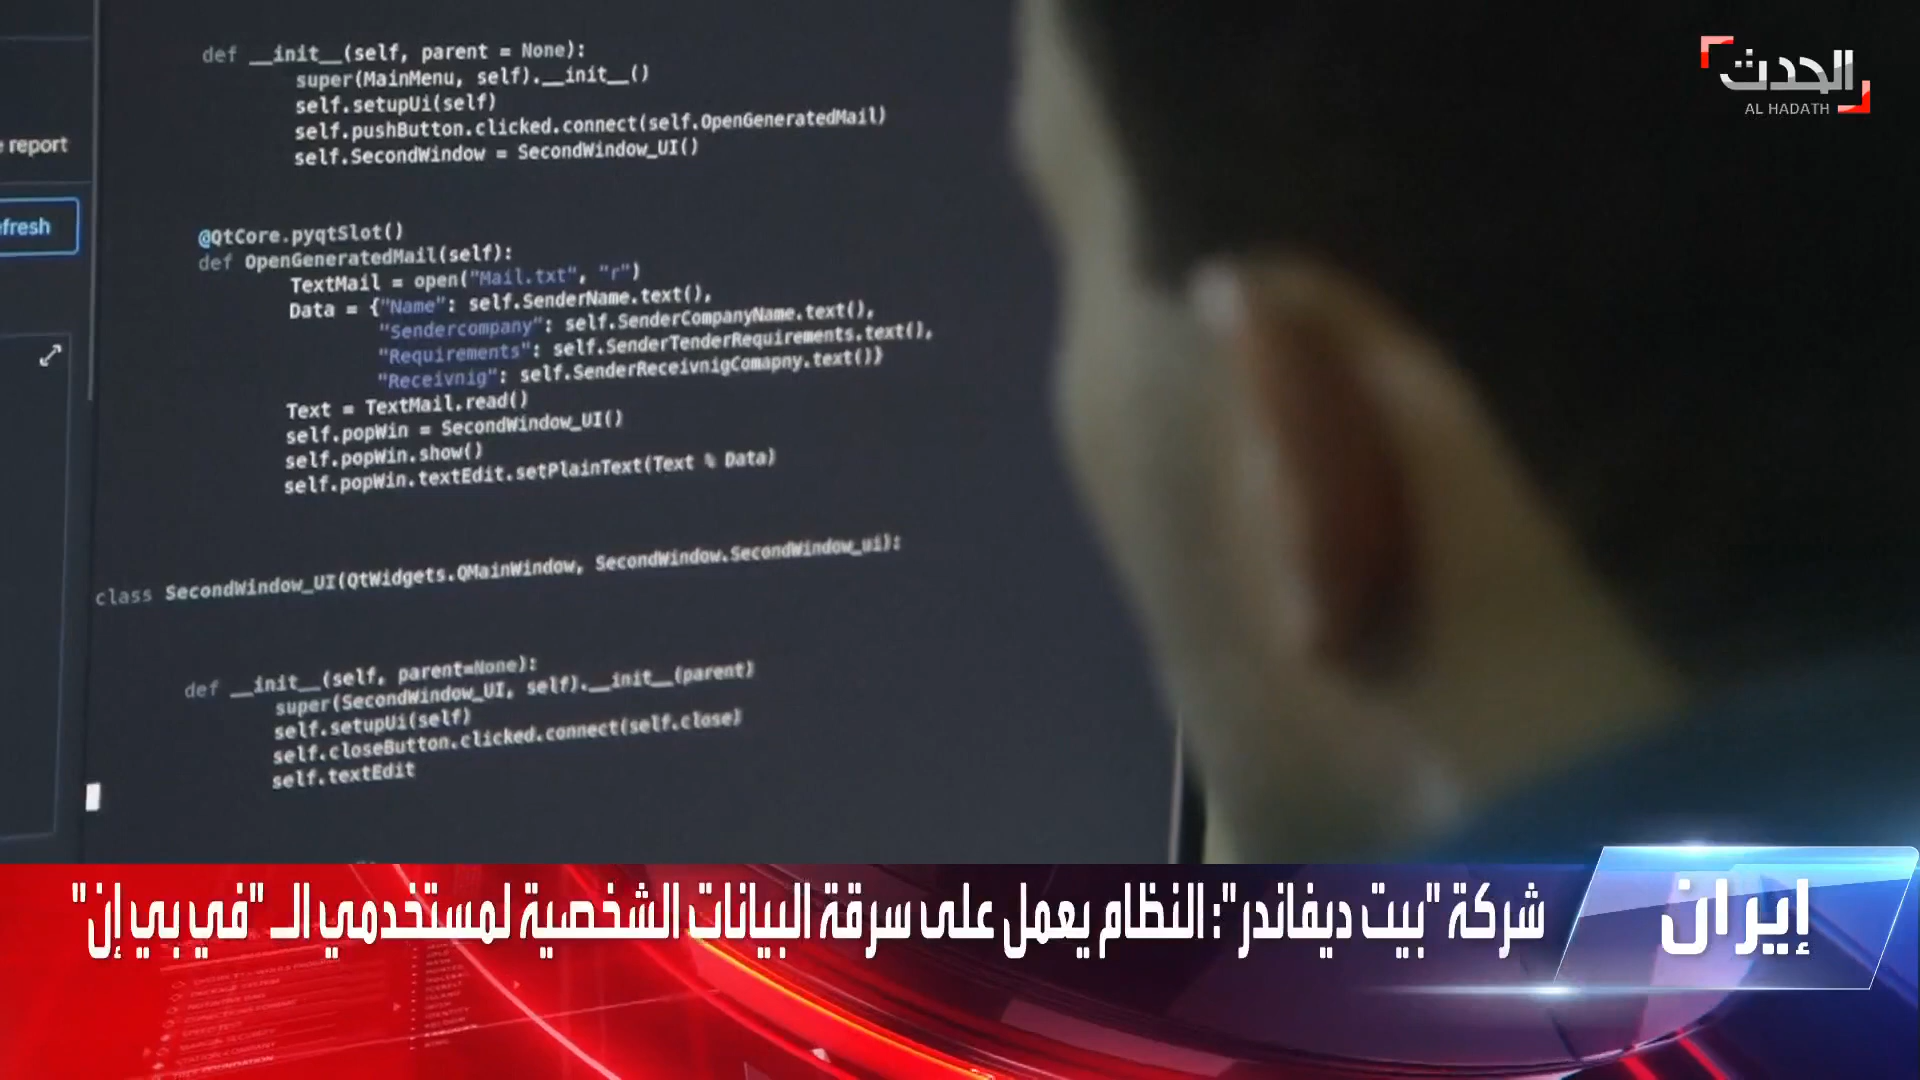 def __init__(self, parent = None):
super(MainMenu, self).__init__()
self.setupUi(self)
self.pushButton.clicked.connect(self.OpenGeneratedMail)
self.SecondWindow = SecondWindow_UI()
report
@QtCore.pyqtSlot()
def OpenGeneratedMail(self):
TextMail = open("Mail.txt", "r")
Data = {"Name": self.SenderName.text(),
"Sendercompany": self.SenderCompanyName.text(),
"Requirements": self.SenderTenderRequirements.text(),
"Receivnig": self.SenderReceivnigComapny.text()}
Text = TextMail.read()
self.popWin = SecondWindow_UI()
self.popWin.show()
self.popWin.textEdit.setPlainText(Text % Data)
class SecondWindow_UI(QtWidgets.QMainWindow, SecondWindow.SecondWindow_ui):
def __init__(self, parent=None):
super(SecondWindow_UI, self).__init__(parent)
self.setupUi(self)
self.closeButton.clicked.connect(self.close)
self.textEdit
الحدث
AL HADATH
إيران
شركة "بيت ديفاندر": النظام يعمل على سرقة البيانات الشخصية لمستخدمي الـ "في بي إن"